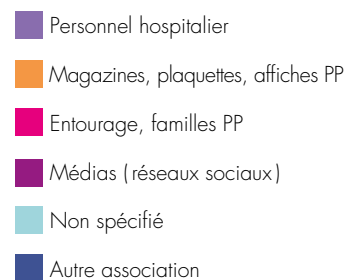 Personnel hospitalier
Magazines, plaquettes, affiches PP
Entourage, familles PP
Médias (réseaux sociaux)
Non spécifié
Autre association